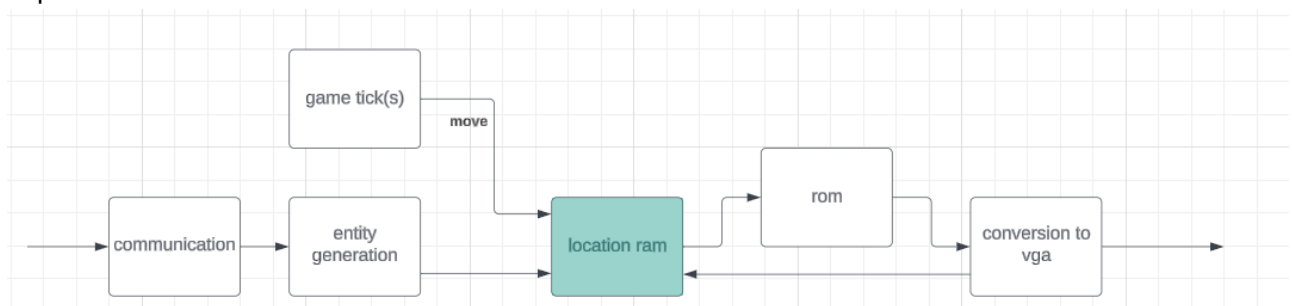 game tick(s)
move
rom
communication
entity
generation
location ram
conversion to
vga